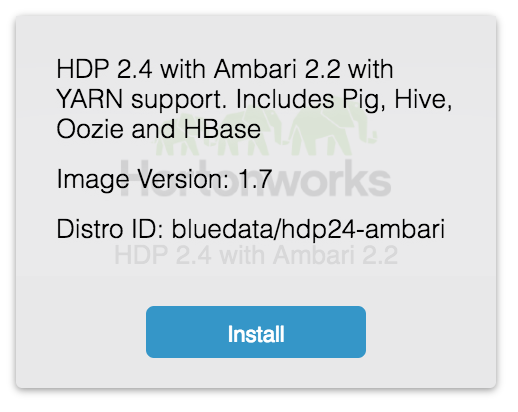 HDP 2.4 with Ambari 2.2 with
YARN support. Includes Pig, Hive,
Oozie and HBase
Hortonworks
Image Version: 1.7
Distro ID: bluedata/hdp24-ambari
HDP 2.4 with Ambari 2.2
Install